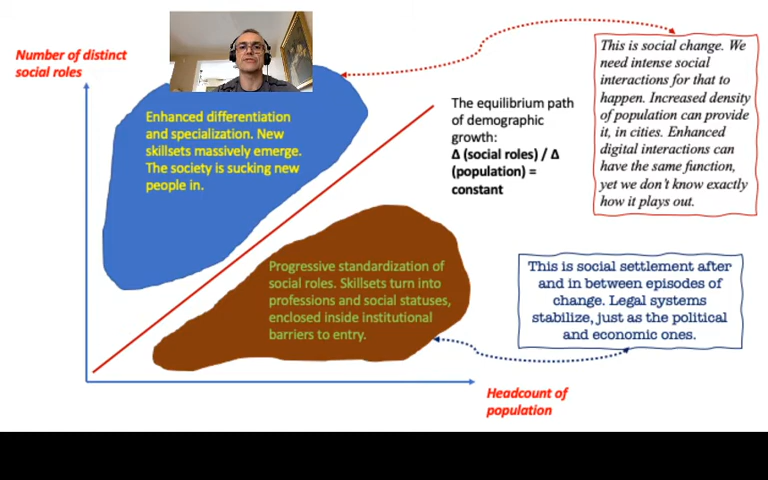 Number of distinct
social roles
Enhanced differentiation
and specialization. New
skillsets massively emerge.
The society is sucking new
people in.
The equilibrium path
of demographic
growth:
Δ (social roles) / Δ
(population) =
constant
This is social change. We
need intense social
interactions for that to
happen. Increased density
of population can provide
it, in cities. Enhanced
digital interactions can
have the same function,
yet we don't know exactly
how it plays out.
Progressive standardization of
social roles. Skillsets turn into
professions and social statuses,
enclosed inside institutional
barriers to entry.
This is social settlement after
and in between episodes of
change. Legal systems
stabilize, just as the political
and economic ones.
Headcount of
population